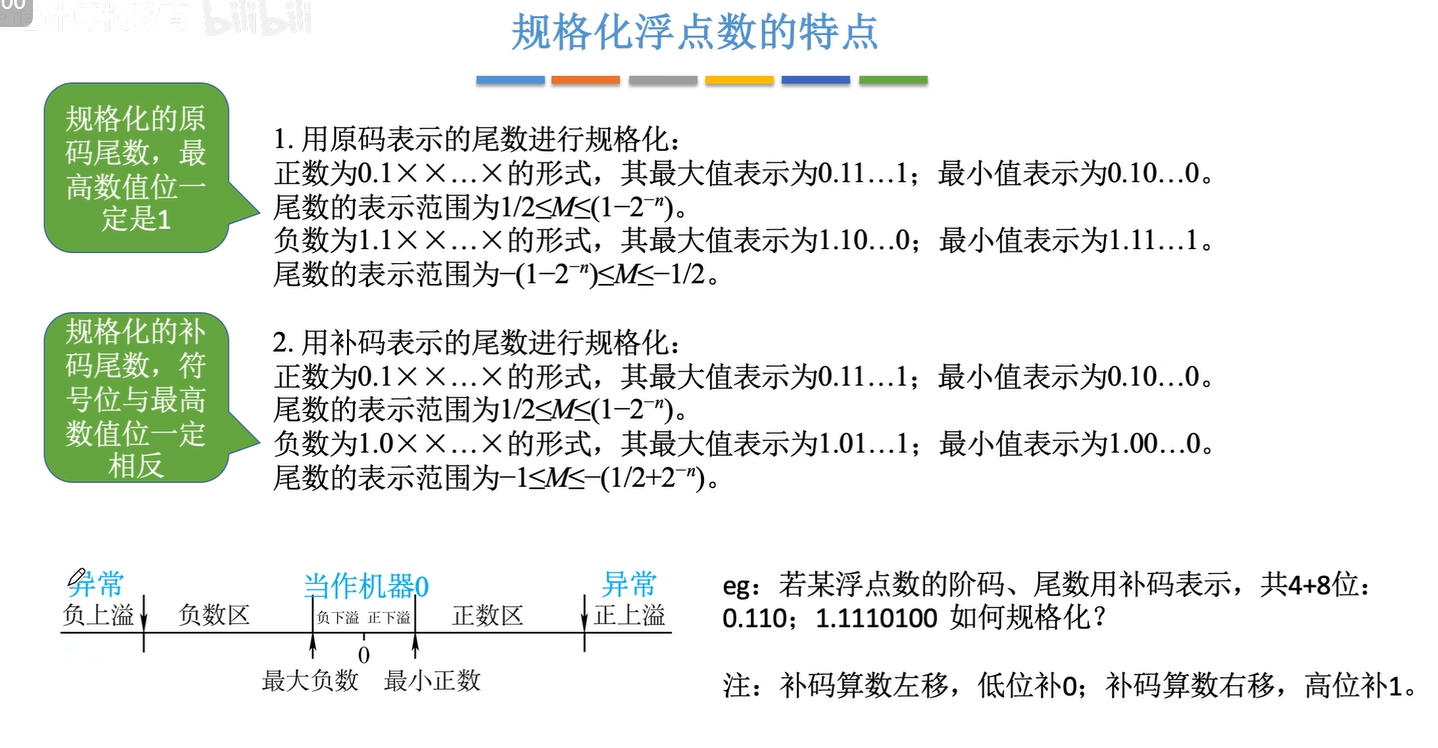 00
计算机教育 bilibili
规格化浮点数的特点
规格化的原
码尾数，最
高数值位一
定是1
1. 用原码表示的尾数进行规格化：
正数为0.1××…×的形式，其最大值表示为0.11…1；最小值表示为0.10…0。
尾数的表示范围为1/2≤M≤(1−2⁻ⁿ)。
负数为1.1××…×的形式，其最大值表示为1.10…0；最小值表示为1.11…1。
尾数的表示范围为−(1−2⁻ⁿ)≤M≤−1/2。
规格化的补
码尾数，符
号位与最高
数值位一定
相反
2. 用补码表示的尾数进行规格化：
正数为0.1××…×的形式，其最大值表示为0.11…1；最小值表示为0.10…0。
尾数的表示范围为1/2≤M≤(1−2⁻ⁿ)。
负数为1.0××…×的形式，其最大值表示为1.01…1；最小值表示为1.00…0。
尾数的表示范围为−1≤M≤−(1/2+2⁻ⁿ)。
异常 当作机器0 异常
负上溢 负数区 负下溢 正下溢 正数区 正上溢
0
最大负数 最小正数
eg：若某浮点数的阶码、尾数用补码表示，共4+8位：
0.110；1.1110100 如何规格化？
注：补码算数左移，低位补0；补码算数右移，高位补1。